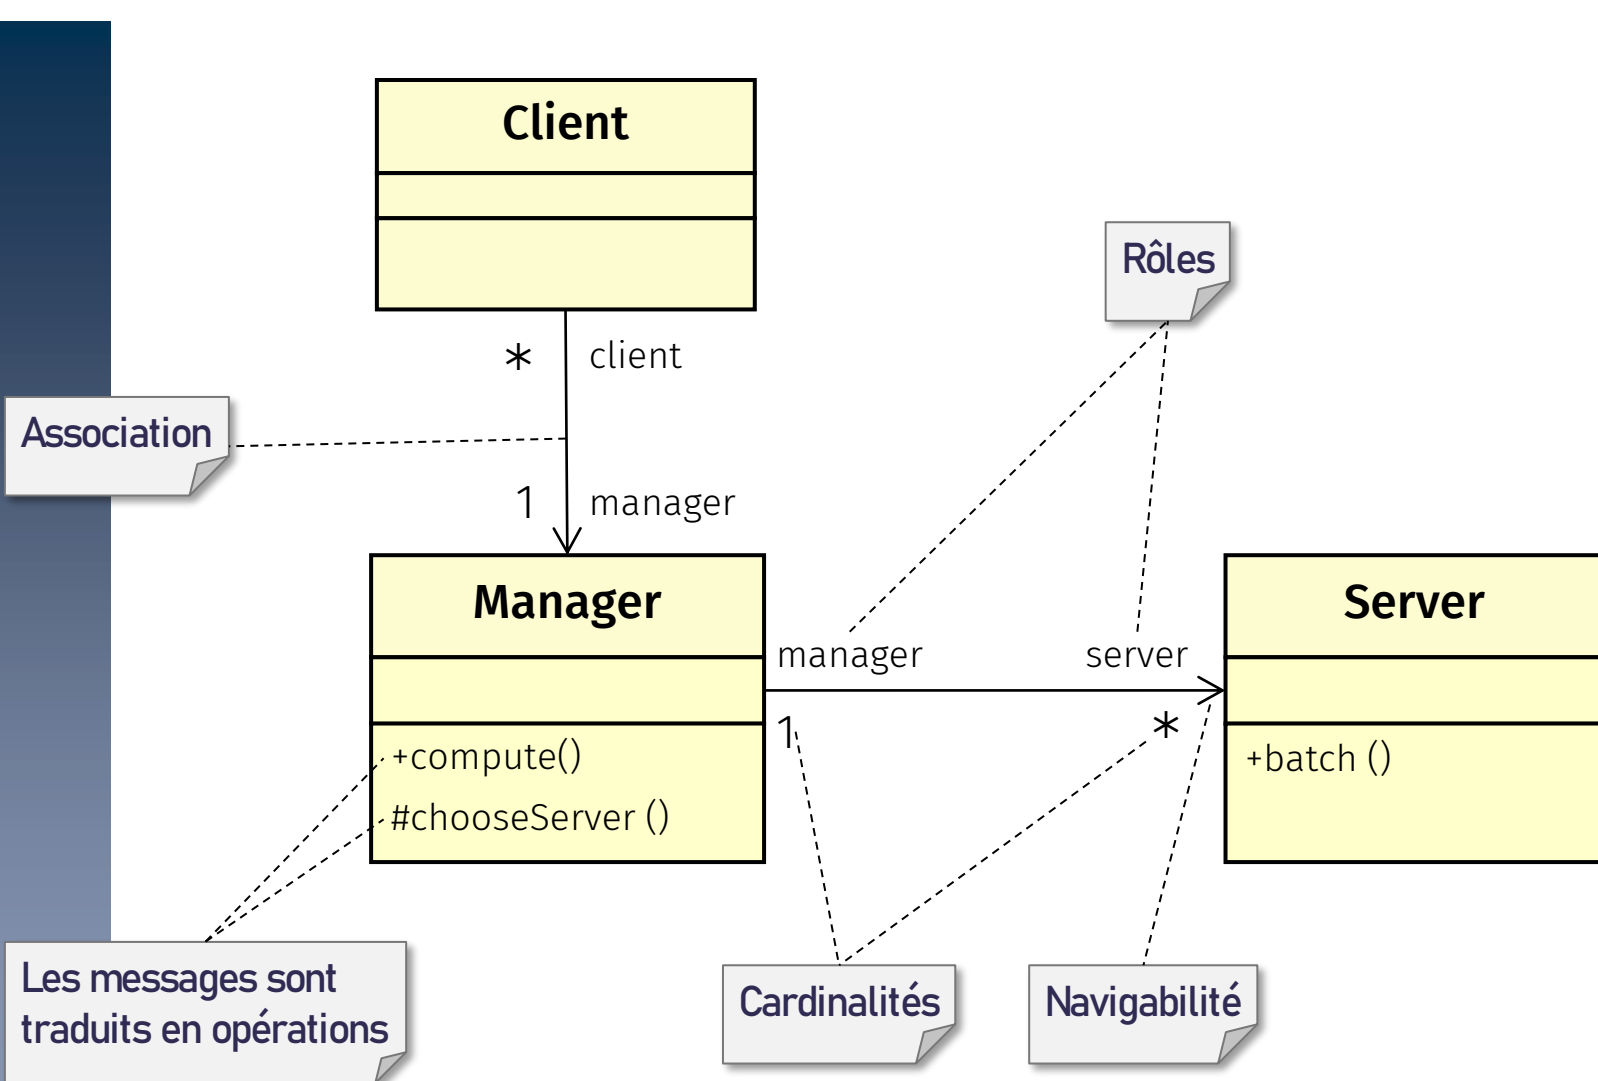 Client
Rôles
* client
Association
1 manager
Manager
Server
manager
server
1
*
+compute()
+batch ()
#chooseServer ()
Les messages sont
traduits en opérations
Cardinalités
Navigabilité